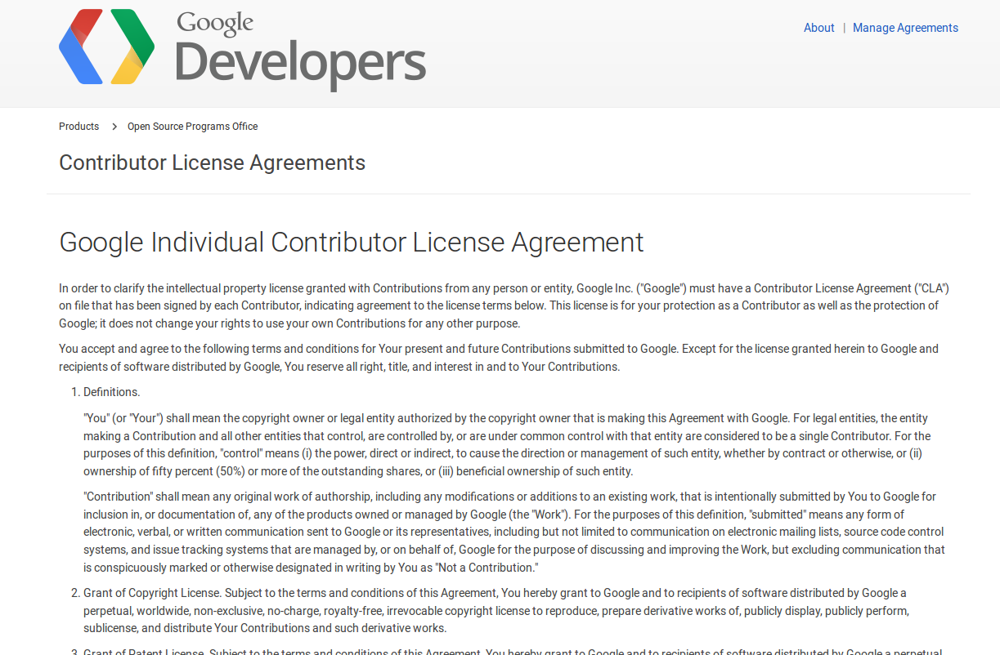 Google
Developers
About | Manage Agreements
Products > Open Source Programs Office
Contributor License Agreements
Google Individual Contributor License Agreement
In order to clarify the intellectual property license granted with Contributions from any person or entity, Google Inc. ("Google") must have a Contributor License Agreement ("CLA")
on file that has been signed by each Contributor, indicating agreement to the license terms below. This license is for your protection as a Contributor as well as the protection of
Google; it does not change your rights to use your own Contributions for any other purpose.
You accept and agree to the following terms and conditions for Your present and future Contributions submitted to Google. Except for the license granted herein to Google and
recipients of software distributed by Google, You reserve all right, title, and interest in and to Your Contributions.
1. Definitions.
"You" (or "Your") shall mean the copyright owner or legal entity authorized by the copyright owner that is making this Agreement with Google. For legal entities, the entity
making a Contribution and all other entities that control, are controlled by, or are under common control with that entity are considered to be a single Contributor. For the
purposes of this definition, "control" means (i) the power, direct or indirect, to cause the direction or management of such entity, whether by contract or otherwise, or (ii)
ownership of fifty percent (50%) or more of the outstanding shares, or (iii) beneficial ownership of such entity.
"Contribution" shall mean any original work of authorship, including any modifications or additions to an existing work, that is intentionally submitted by You to Google for
inclusion in, or documentation of, any of the products owned or managed by Google (the "Work"). For the purposes of this definition, "submitted" means any form of
electronic, verbal, or written communication sent to Google or its representatives, including but not limited to communication on electronic mailing lists, source code control
systems, and issue tracking systems that are managed by, or on behalf of, Google for the purpose of discussing and improving the Work, but excluding communication that
is conspicuously marked or otherwise designated in writing by You as "Not a Contribution."
2. Grant of Copyright License. Subject to the terms and conditions of this Agreement, You hereby grant to Google and to recipients of software distributed by Google a
perpetual, worldwide, non-exclusive, no-charge, royalty-free, irrevocable copyright license to reproduce, prepare derivative works of, publicly display, publicly perform,
sublicense, and distribute Your Contributions and such derivative works.
3. Grant of Patent License. Subject to the terms and conditions of this Agreement, You hereby grant to Google and to recipients of software distributed by Google a perpetual,